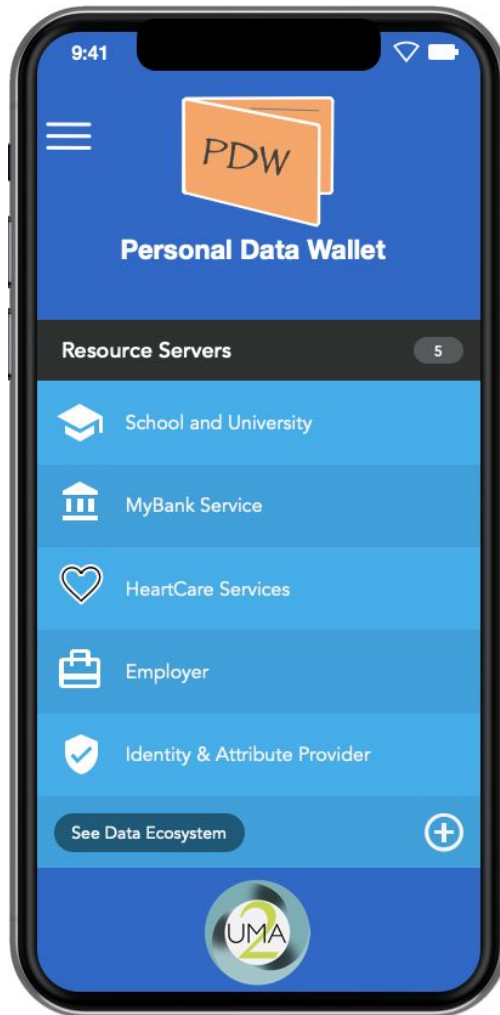 9:41
PDW
Personal Data Wallet
Resource Servers 5
School and University
MyBank Service
HeartCare Services
Employer
Identity & Attribute Provider
See Data Ecosystem
UMA
2